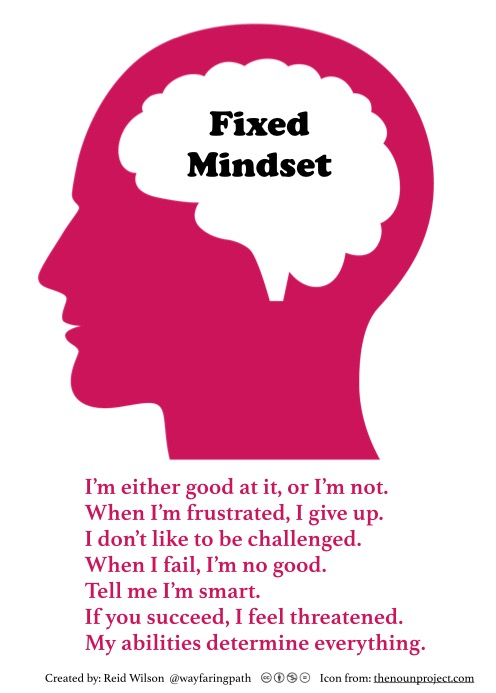 Fixed
Mindset
I'm either good at it, or I'm not.
When I'm frustrated, I give up.
I don't like to be challenged.
When I fail, I'm no good.
Tell me I'm smart.
If you succeed, I feel threatened.
My abilities determine everything.
Created by: Reid Wilson @wayfaringpath Icon from: thenounproject.com